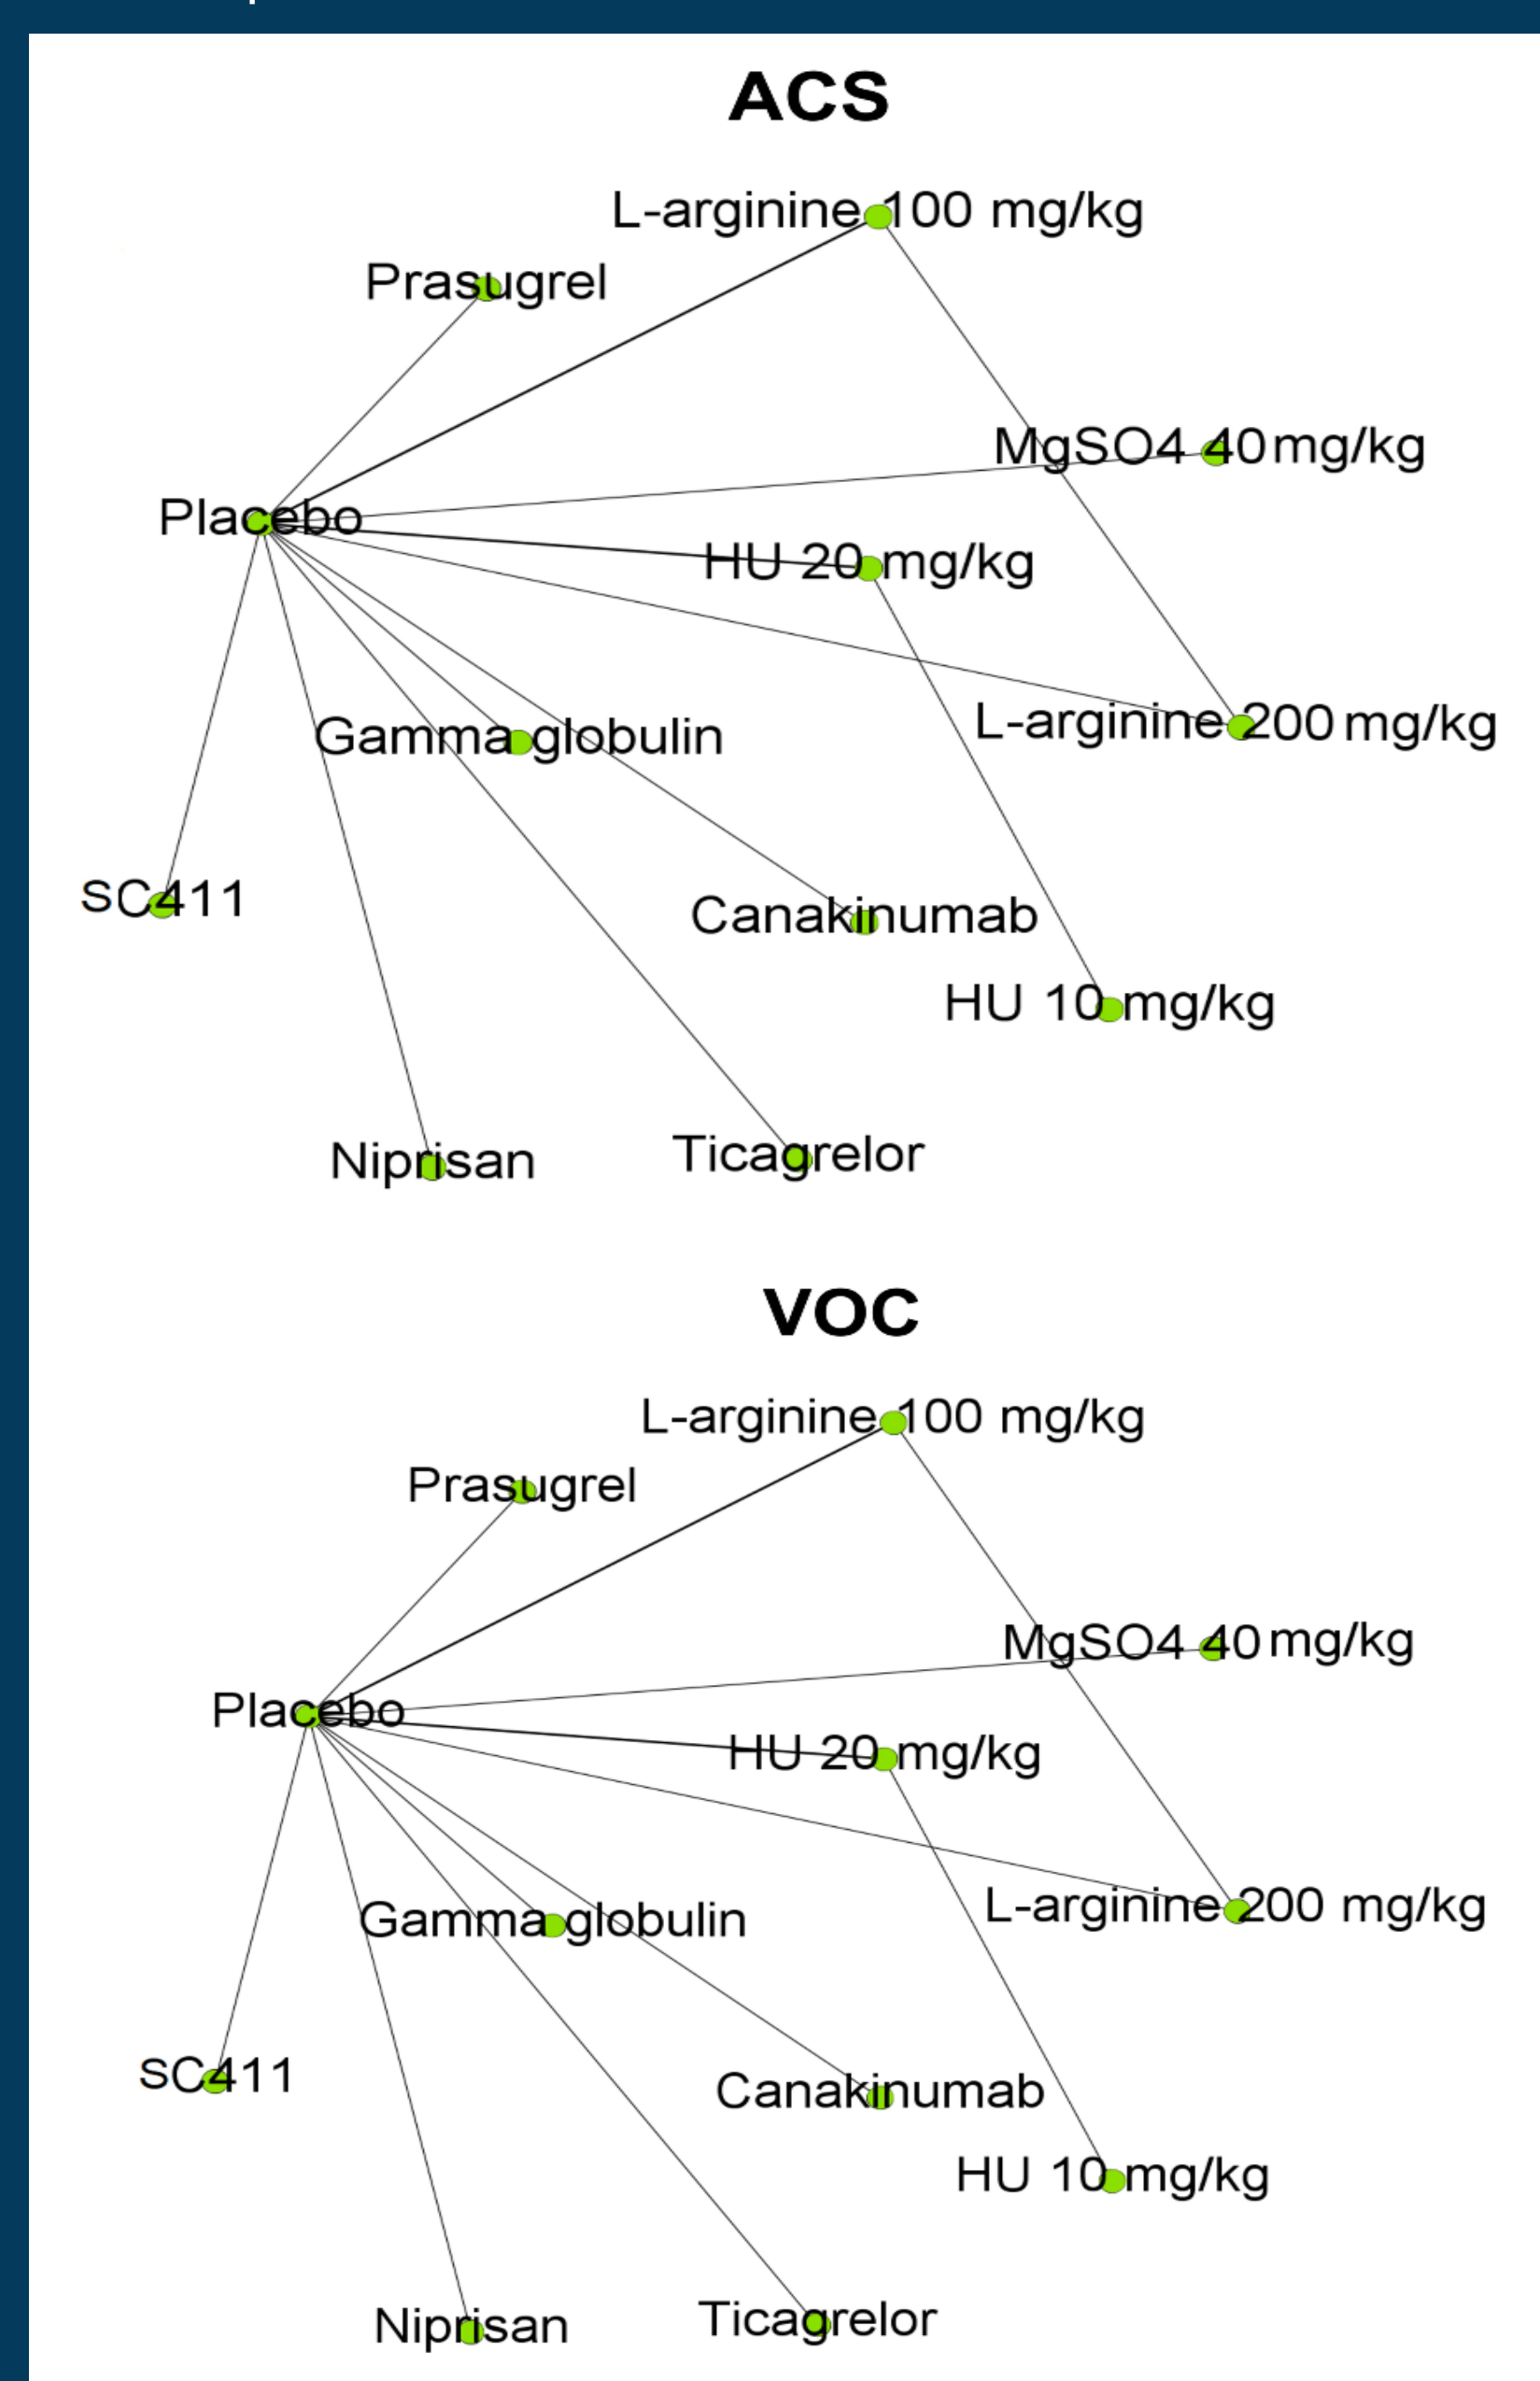 ACS
L-arginine 100 mg/kg
Prasugrel
MgSO4 40 mg/kg
Placebo
HU 20 mg/kg
L-arginine 200 mg/kg
Gamma globulin
SC411
Canakinumab
HU 10 mg/kg
Niprisan
Ticagrelor
VOC
L-arginine 100 mg/kg
Prasugrel
MgSO4 40 mg/kg
Placebo
HU 20 mg/kg
L-arginine 200 mg/kg
Gamma globulin
SC411
Canakinumab
HU 10 mg/kg
Niprisan
Ticagrelor